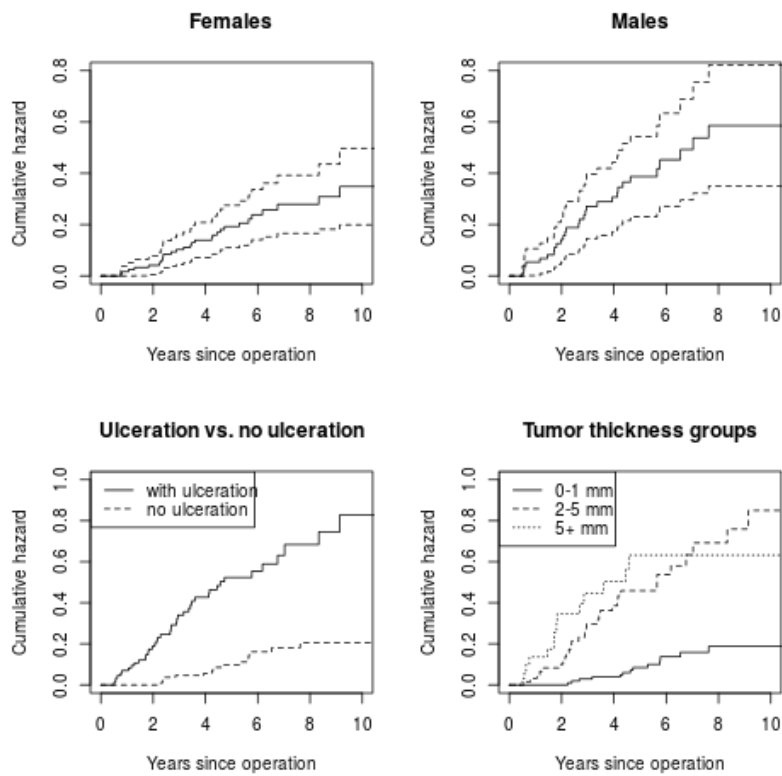 Females
Cumulative hazard
0.0 0.2 0.4 0.6 0.8
0 2 4 6 8 10
Years since operation
Males
Cumulative hazard
0.0 0.2 0.4 0.6 0.8
0 2 4 6 8 10
Years since operation
Ulceration vs. no ulceration
with ulceration
no ulceration
Cumulative hazard
0.0 0.2 0.4 0.6 0.8 1.0
0 2 4 6 8 10
Years since operation
Tumor thickness groups
0-1 mm
2-5 mm
5+ mm
Cumulative hazard
0.0 0.2 0.4 0.6 0.8 1.0
0 2 4 6 8 10
Years since operation